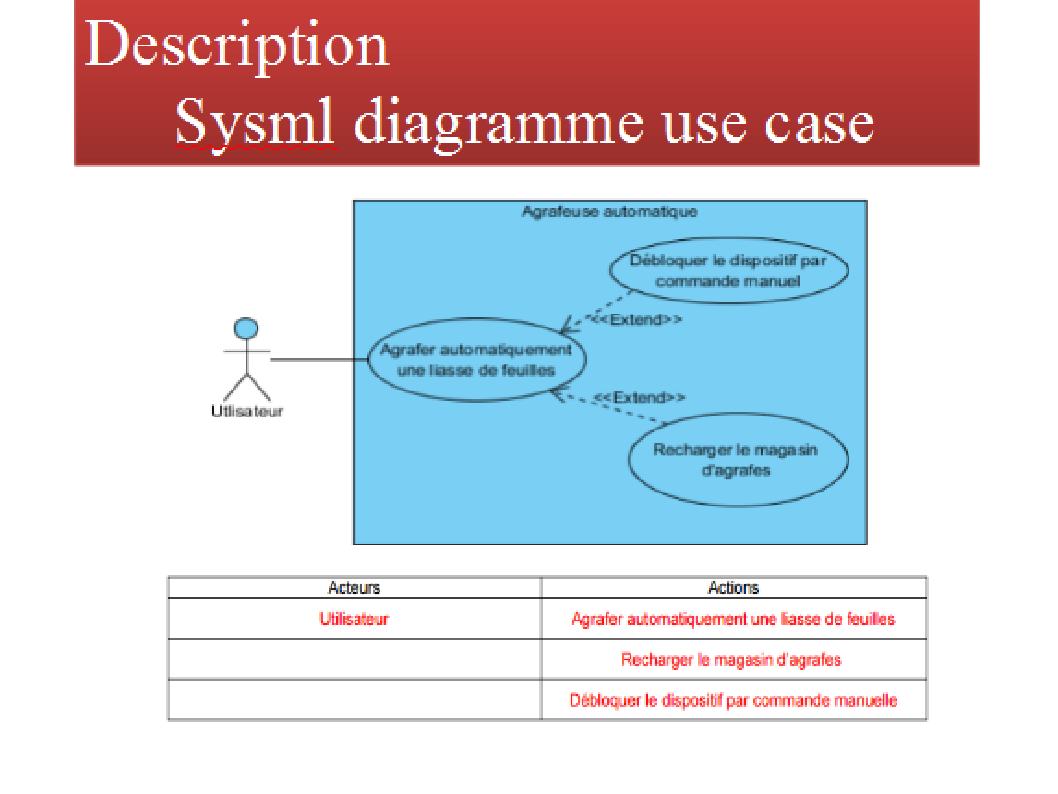 Description
Sysml diagramme use case
Agrafeuse automatique
Débloquer le dispositif par
commande manuel
<<Extend>>
Agrafer automatiquement
une liasse de feuilles
<<Extend>>
Utlisateur
Recharger le magasin
d'agrafes
Acteurs Actions
Utilisateur Agrafer automatiquement une liasse de feuilles
Recharger le magasin d'agrafes
Débloquer le dispositif par commande manuelle